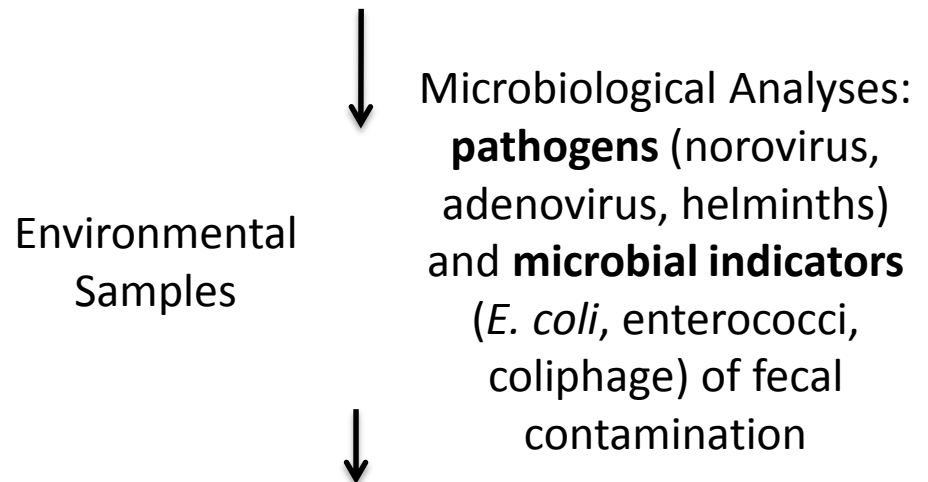 Environmental
Samples
Microbiological Analyses:
pathogens (norovirus,
adenovirus, helminths)
and microbial indicators
(E. coli, enterococci,
coliphage) of fecal
contamination